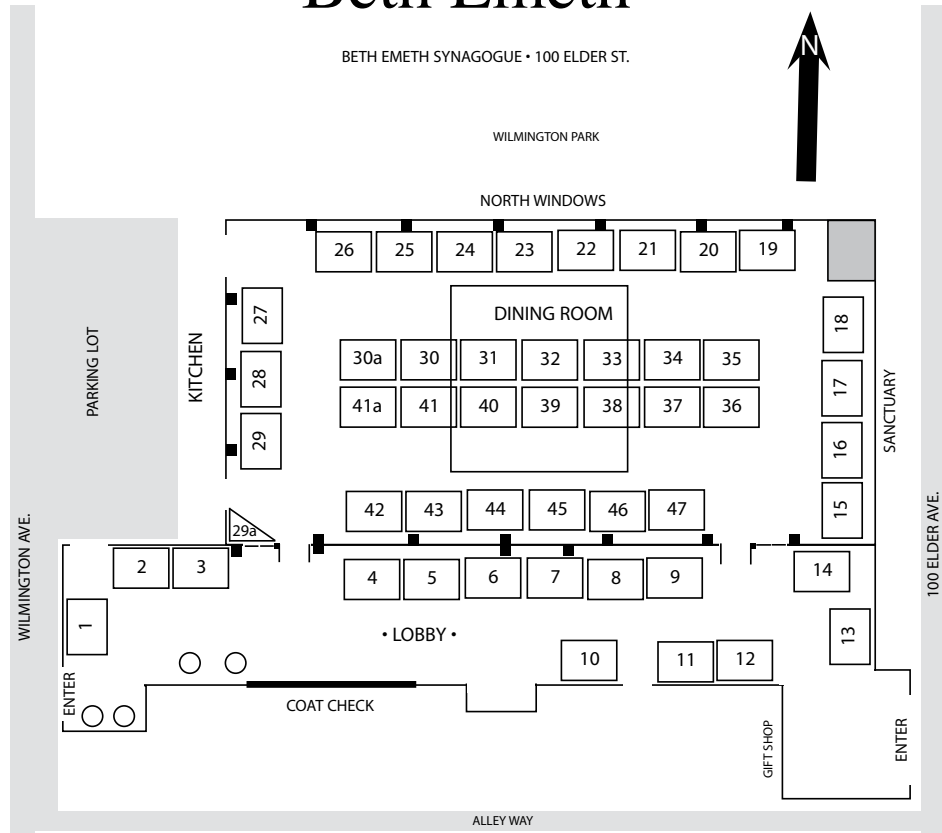 Beth Emeth
BETH EMETH SYNAGOGUE • 100 ELDER ST.
N
WILMINGTON PARK
NORTH WINDOWS
26 25 24 23 22 21 20 19
27
18
DINING ROOM
PARKING LOT
KITCHEN
30a 30 31 32 33 34 35
28
17
SANCTUARY
41a 41 40 39 38 37 36
29
16
42 43 44 45 46 47
15
29a
WILMINGTON AVE.
100 ELDER AVE.
2 3 4 5 6 7 8 9 14
1
• LOBBY •
13
10 11 12
ENTER
COAT CHECK
GIFT SHOP
ENTER
ALLEY WAY